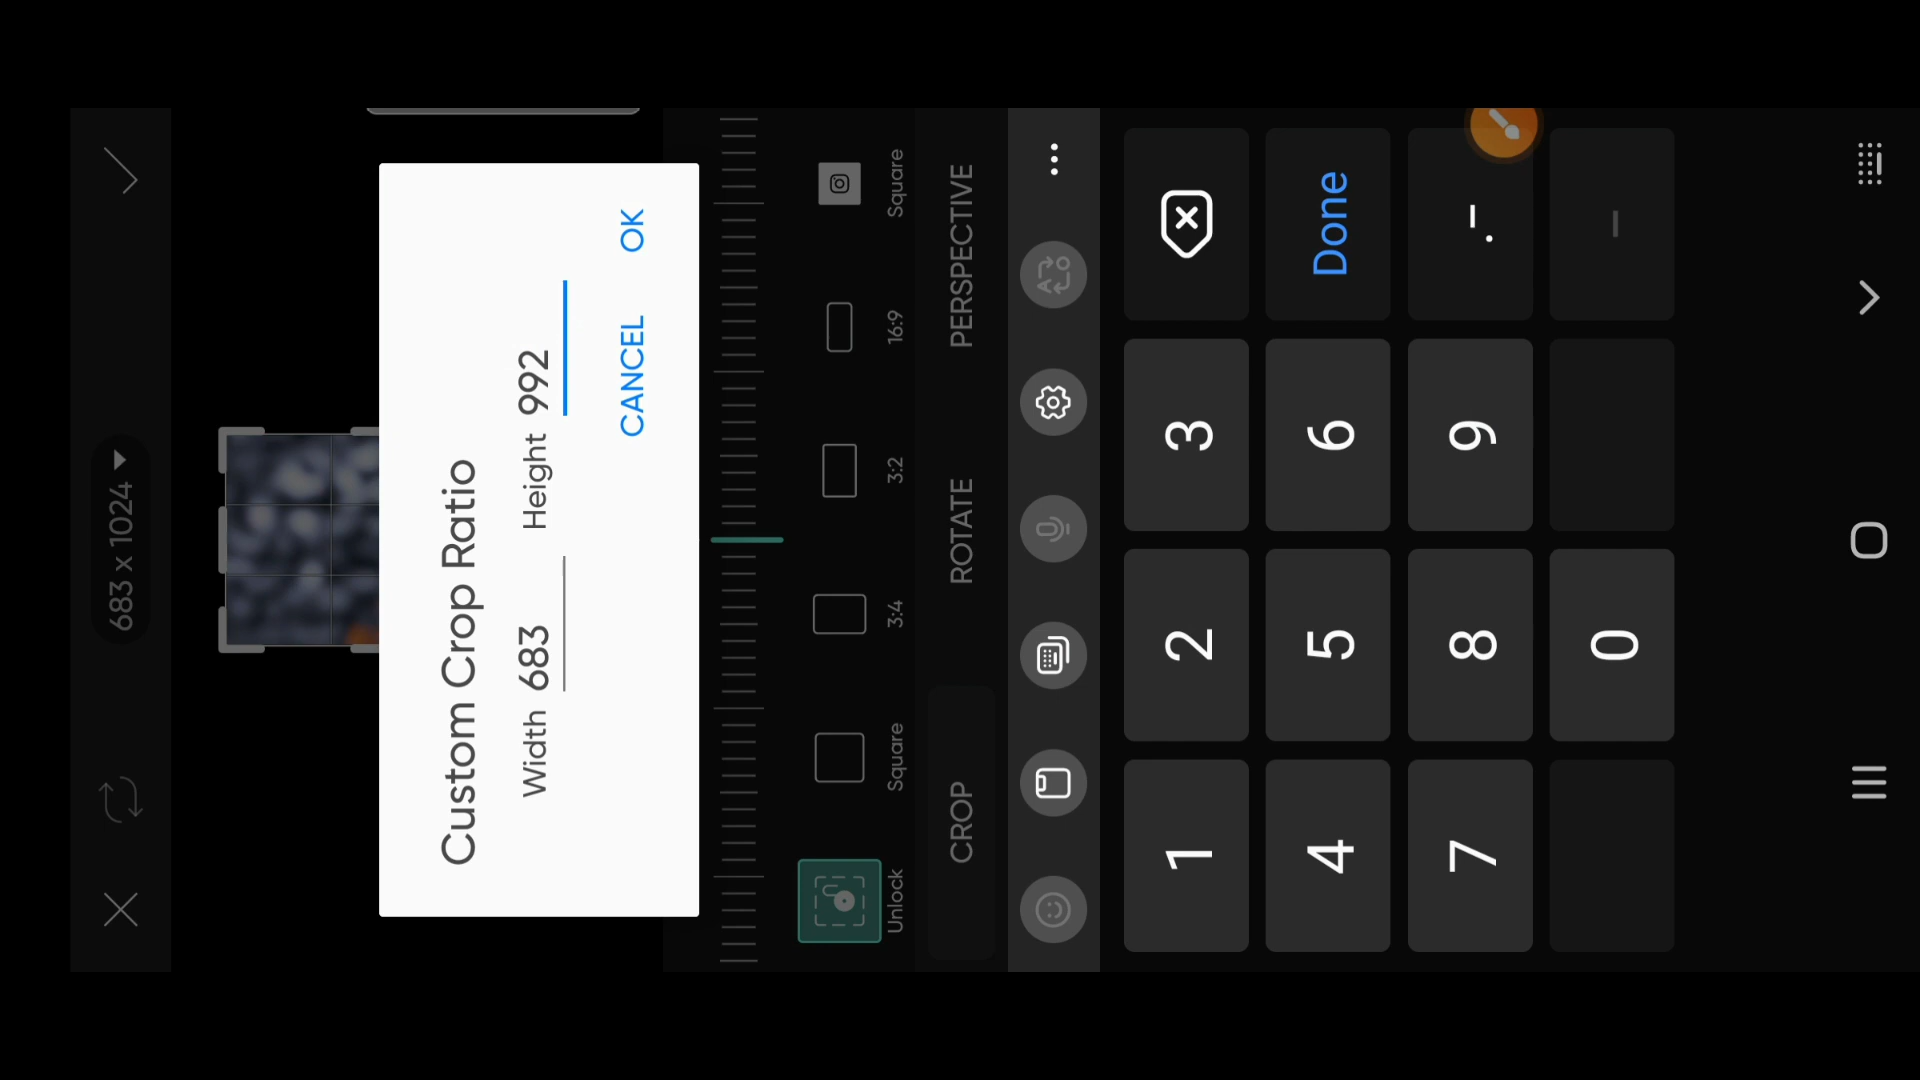 683 x 1024
Custom Crop Ratio
Width 683 Height 992
CANCEL OK
Unlock Square 3:4 3:2 16:9 Square
CROP ROTATE PERSPECTIVE
1 2 3
4 5 6 Done
7 8 9 .-
0 -